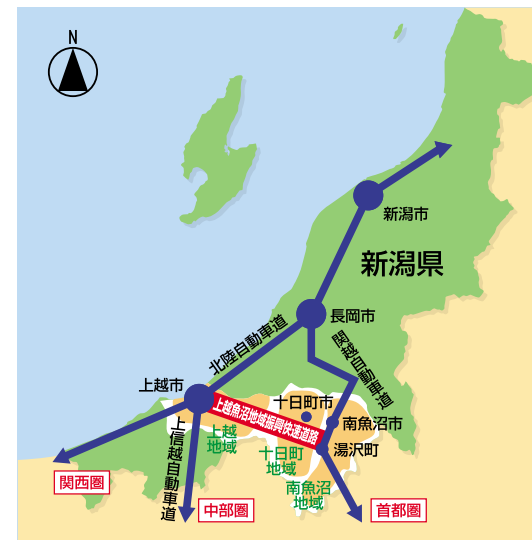 N
新潟市
新潟県
長岡市
北陸自動車道
関越自動車道
上越市
十日町市
上越魚沼地域振興快速道路
南魚沼市
上越
地域
湯沢町
十日町
地域
上信越自動車道
南魚沼
地域
関西圏
中部圏
首都圏